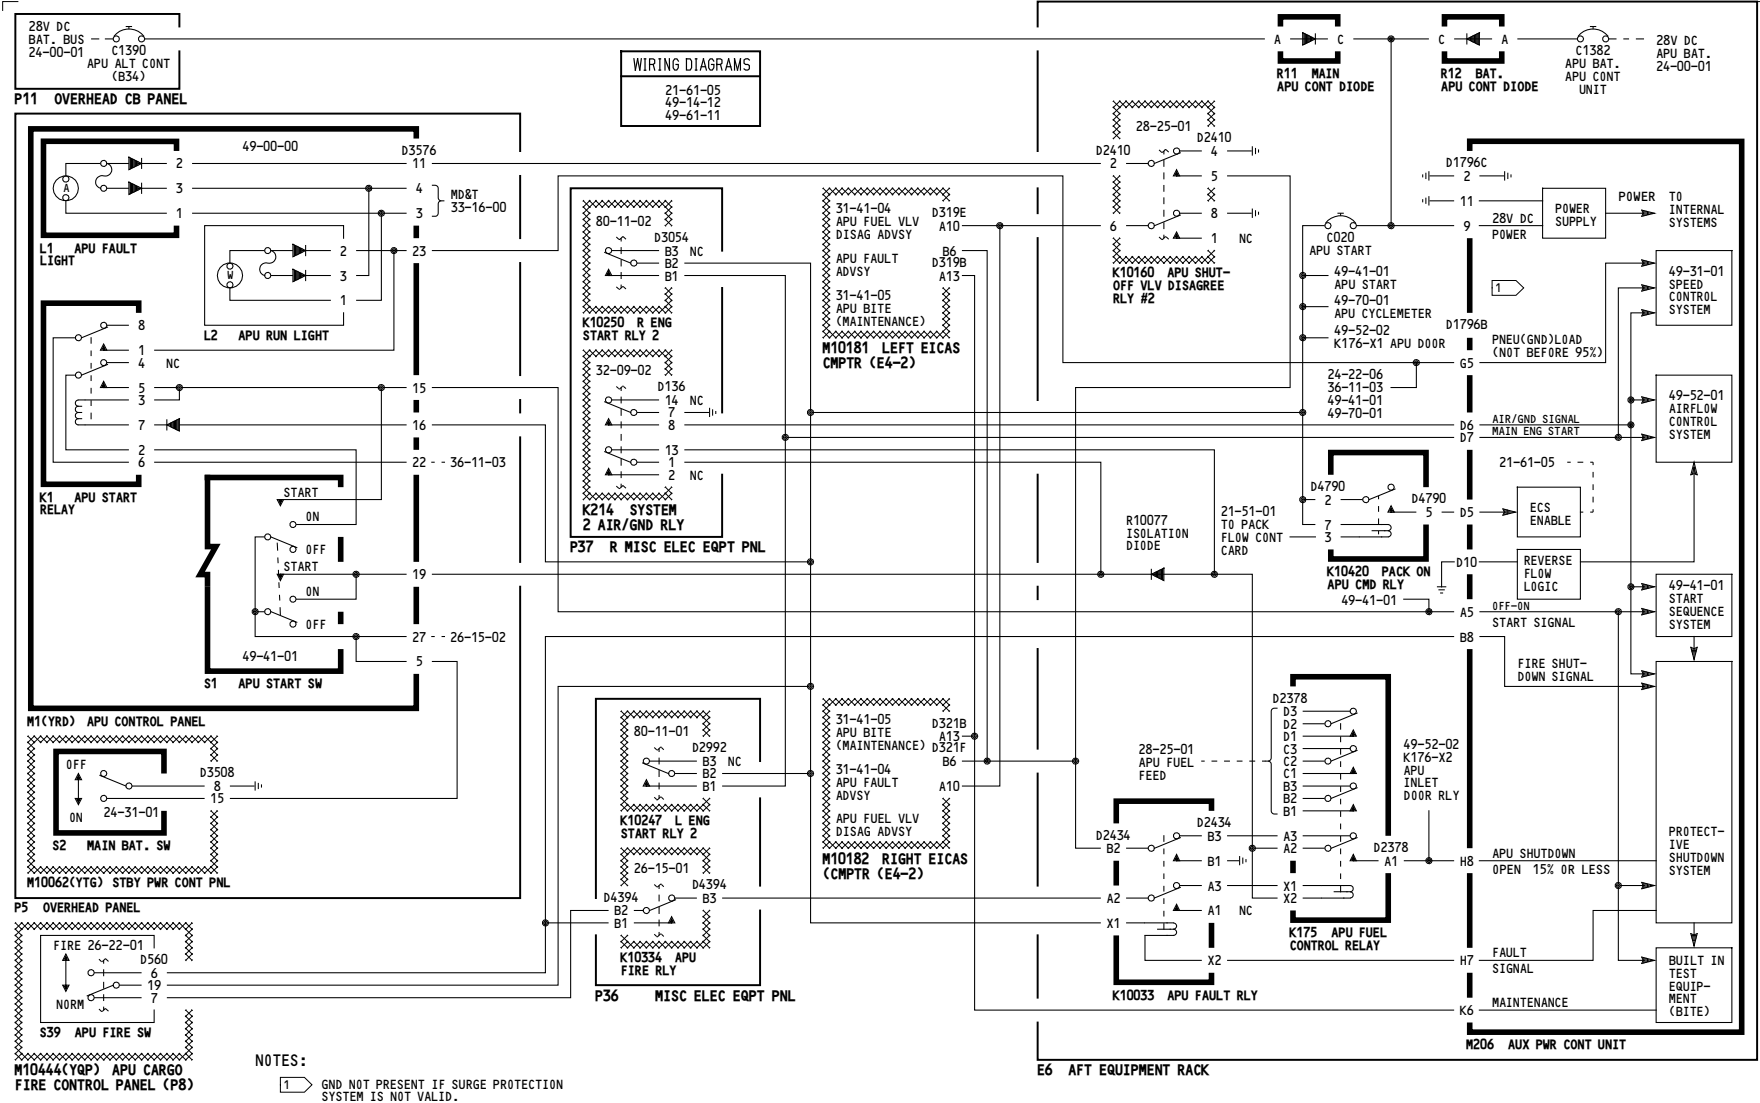 28V DC
BAT. BUS
24-00-01
C1390
APU ALT CONT
(B34)
P11 OVERHEAD CB PANEL
WIRING DIAGRAMS
21-61-05
49-14-12
49-61-11
A
C
R11 MAIN
APU CONT DIODE
C
A
R12 BAT.
APU CONT DIODE
C1382
APU BAT.
APU CONT
UNIT
28V DC
APU BAT.
24-00-01
49-00-00
D3576
A
2
3
1
L1 APU FAULT
LIGHT
11
4
3
MD&T
33-16-00
W
2
3
1
L2 APU RUN LIGHT
23
8
1
4 NC
5
3
7
2
6
K1 APU START
RELAY
15
16
22
36-11-03
START
ON
OFF
START
ON
OFF
49-41-01
S1 APU START SW
19
27
26-15-02
5
M1(YRD) APU CONTROL PANEL
OFF
ON
D3508
8
15
24-31-01
S2 MAIN BAT. SW
M10062(YTG) STBY PWR CONT PNL
P5 OVERHEAD PANEL
FIRE 26-22-01
D560
6
19
7
NORM
S39 APU FIRE SW
M10444(YQP) APU CARGO
FIRE CONTROL PANEL (P8)
NOTES:
1
GND NOT PRESENT IF SURGE PROTECTION
SYSTEM IS NOT VALID.
80-11-02
D3054
B3 NC
B2
B1
K10250 R ENG
START RLY 2
32-09-02
D136
14 NC
7
8
13
1
2 NC
K214 SYSTEM
2 AIR/GND RLY
P37 R MISC ELEC EQPT PNL
31-41-04
APU FUEL VLV
DISAG ADVSY
D319E
A10
APU FAULT
ADVSY
B6
D319B
A13
31-41-05
APU BITE
(MAINTENANCE)
M10181 LEFT EICAS
CMPTR (E4-2)
80-11-01
D2992
B3 NC
B2
B1
K10247 L ENG
START RLY 2
26-15-01
D4394
D4394
B2
B1
B3
K10334 APU
FIRE RLY
P36 MISC ELEC EQPT PNL
31-41-05
APU BITE
(MAINTENANCE)
D321B
A13
D321F
B6
31-41-04
APU FAULT
ADVSY
A10
APU FUEL VLV
DISAG ADVSY
M10182 RIGHT EICAS
(CMPTR (E4-2)
28-25-01
D2410
D2410
2
4
5
6
8
1 NC
K10160 APU SHUT-
OFF VLV DISAGREE
RLY #2
C020
APU START
49-41-01
APU START
49-70-01
APU CYCLEMETER
49-52-02
K176-X1 APU DOOR
24-22-06
36-11-03
49-41-01
49-70-01
R10077
ISOLATION
DIODE
21-51-01
TO PACK
FLOW CONT
CARD
D4790
2
7
3
D4790
5
K10420 PACK ON
APU CMD RLY
49-41-01
28-25-01
APU FUEL
FEED
D2378
D3
D2
D1
C3
C2
C1
B3
B2
B1
A3
A2
D2378
A1
X1
X2
K175 APU FUEL
CONTROL RELAY
49-52-02
K176-X2
APU
INLET
DOOR RLY
D2434
D2434
B2
B3
B1
A2
A3
A1 NC
X1
X2
K10033 APU FAULT RLY
D1796C
2
11
9
28V DC
POWER
POWER
SUPPLY
POWER
TO
INTERNAL
SYSTEMS
1
D1796B
G5
PNEU(GND)LOAD
(NOT BEFORE 95%)
49-31-01
SPEED
CONTROL
SYSTEM
D6
AIR/GND SIGNAL
D7
MAIN ENG START
49-52-01
AIRFLOW
CONTROL
SYSTEM
21-61-05
D5
ECS
ENABLE
D10
REVERSE
FLOW
LOGIC
A5
OFF-ON
START SIGNAL
49-41-01
START
SEQUENCE
SYSTEM
B8
FIRE SHUT-
DOWN SIGNAL
H8
APU SHUTDOWN
OPEN 15% OR LESS
PROTECT-
IVE
SHUTDOWN
SYSTEM
H7
FAULT
SIGNAL
K6
MAINTENANCE
BUILT IN
TEST
EQUIP-
MENT
(BITE)
M206 AUX PWR CONT UNIT
E6 AFT EQUIPMENT RACK